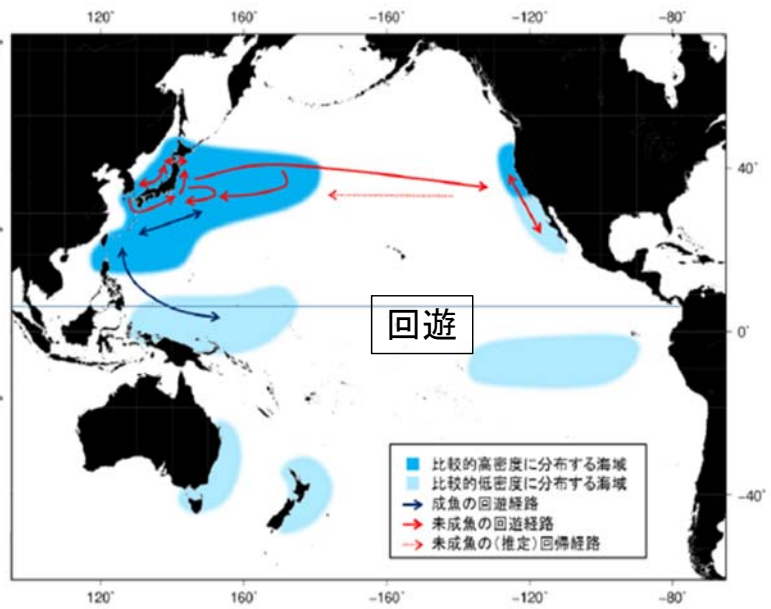 120° 160° -160° -120° -80°
40°
回遊
0°
比較的高密度に分布する海域
比較的低密度に分布する海域
成魚の回遊経路
未成魚の回遊経路
未成魚の(推定)回帰経路
-40°
120° 160° -160° -120° -80°